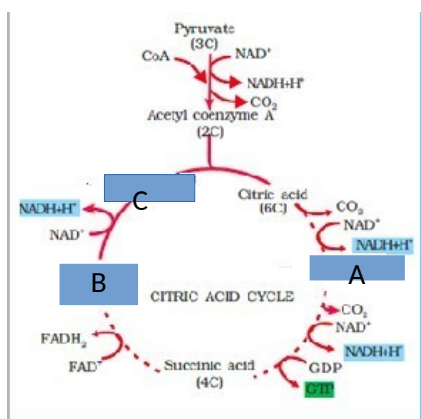 Pyruvate
(3C)
CoA
NAD⁺
NADH+H⁺
CO₂
Acetyl coenzyme A
(2C)
C
Citric acid
(6C)
CO₂
NAD⁺
NADH+H⁺
NADH+H⁺
NAD⁺
A
B
CITRIC ACID CYCLE
CO₂
NAD⁺
NADH+H⁺
FADH₂
FAD⁺
Succinic acid
(4C)
GDP
GTP